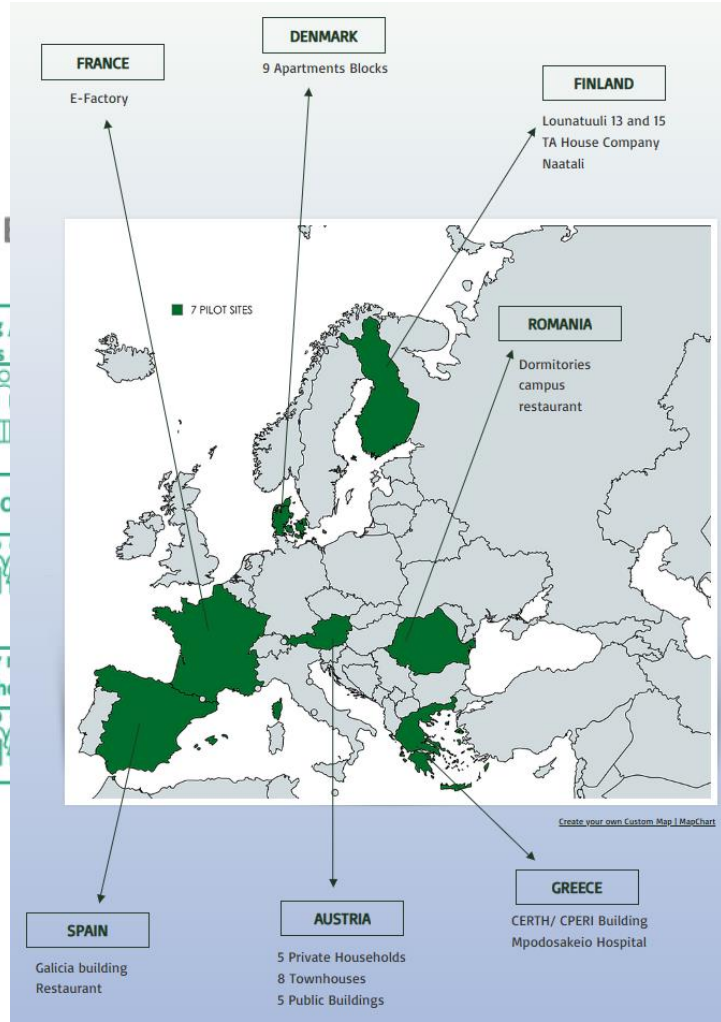 DENMARK
9 Apartments Blocks
FRANCE
E-Factory
FINLAND
Lounatuuli 13 and 15
TA House Company
Naatali
7 PILOT SITES
ROMANIA
Dormitories
campus
restaurant
Create your own Custom Map | MapChart
GREECE
CERTH/ CPERI Building
Mpodosakeio Hospital
AUSTRIA
5 Private Households
8 Townhouses
5 Public Buildings
SPAIN
Galicia building
Restaurant